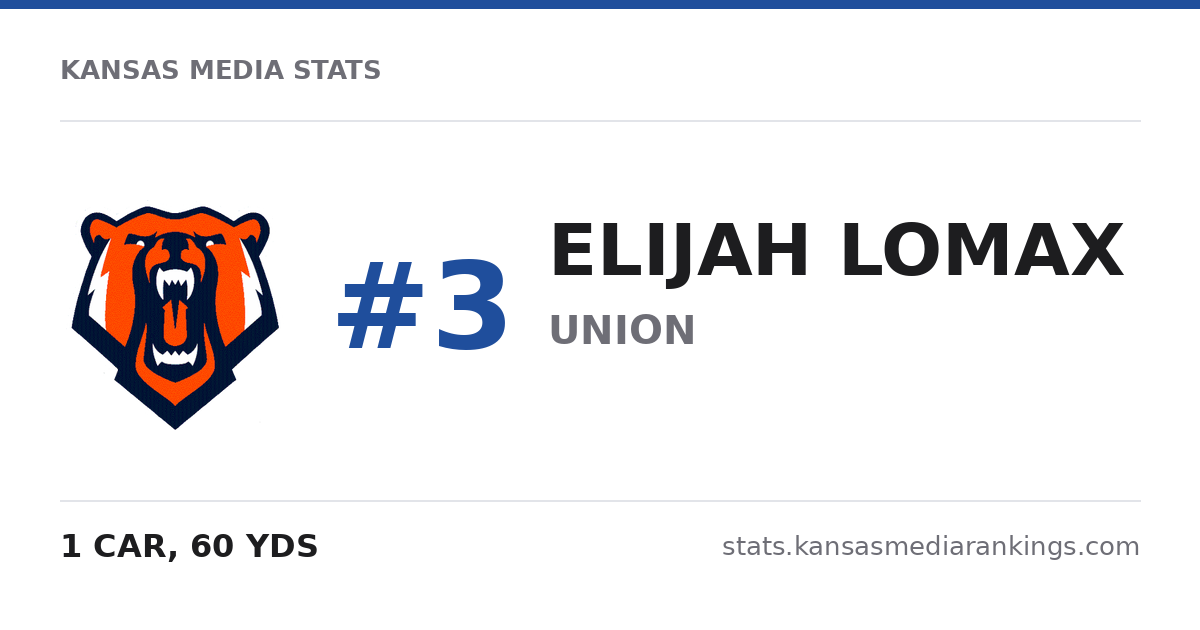 KANSAS MEDIA STATS
#3
ELIJAH LOMAX
UNION
1 CAR, 60 YDS
stats.kansasmediarankings.com